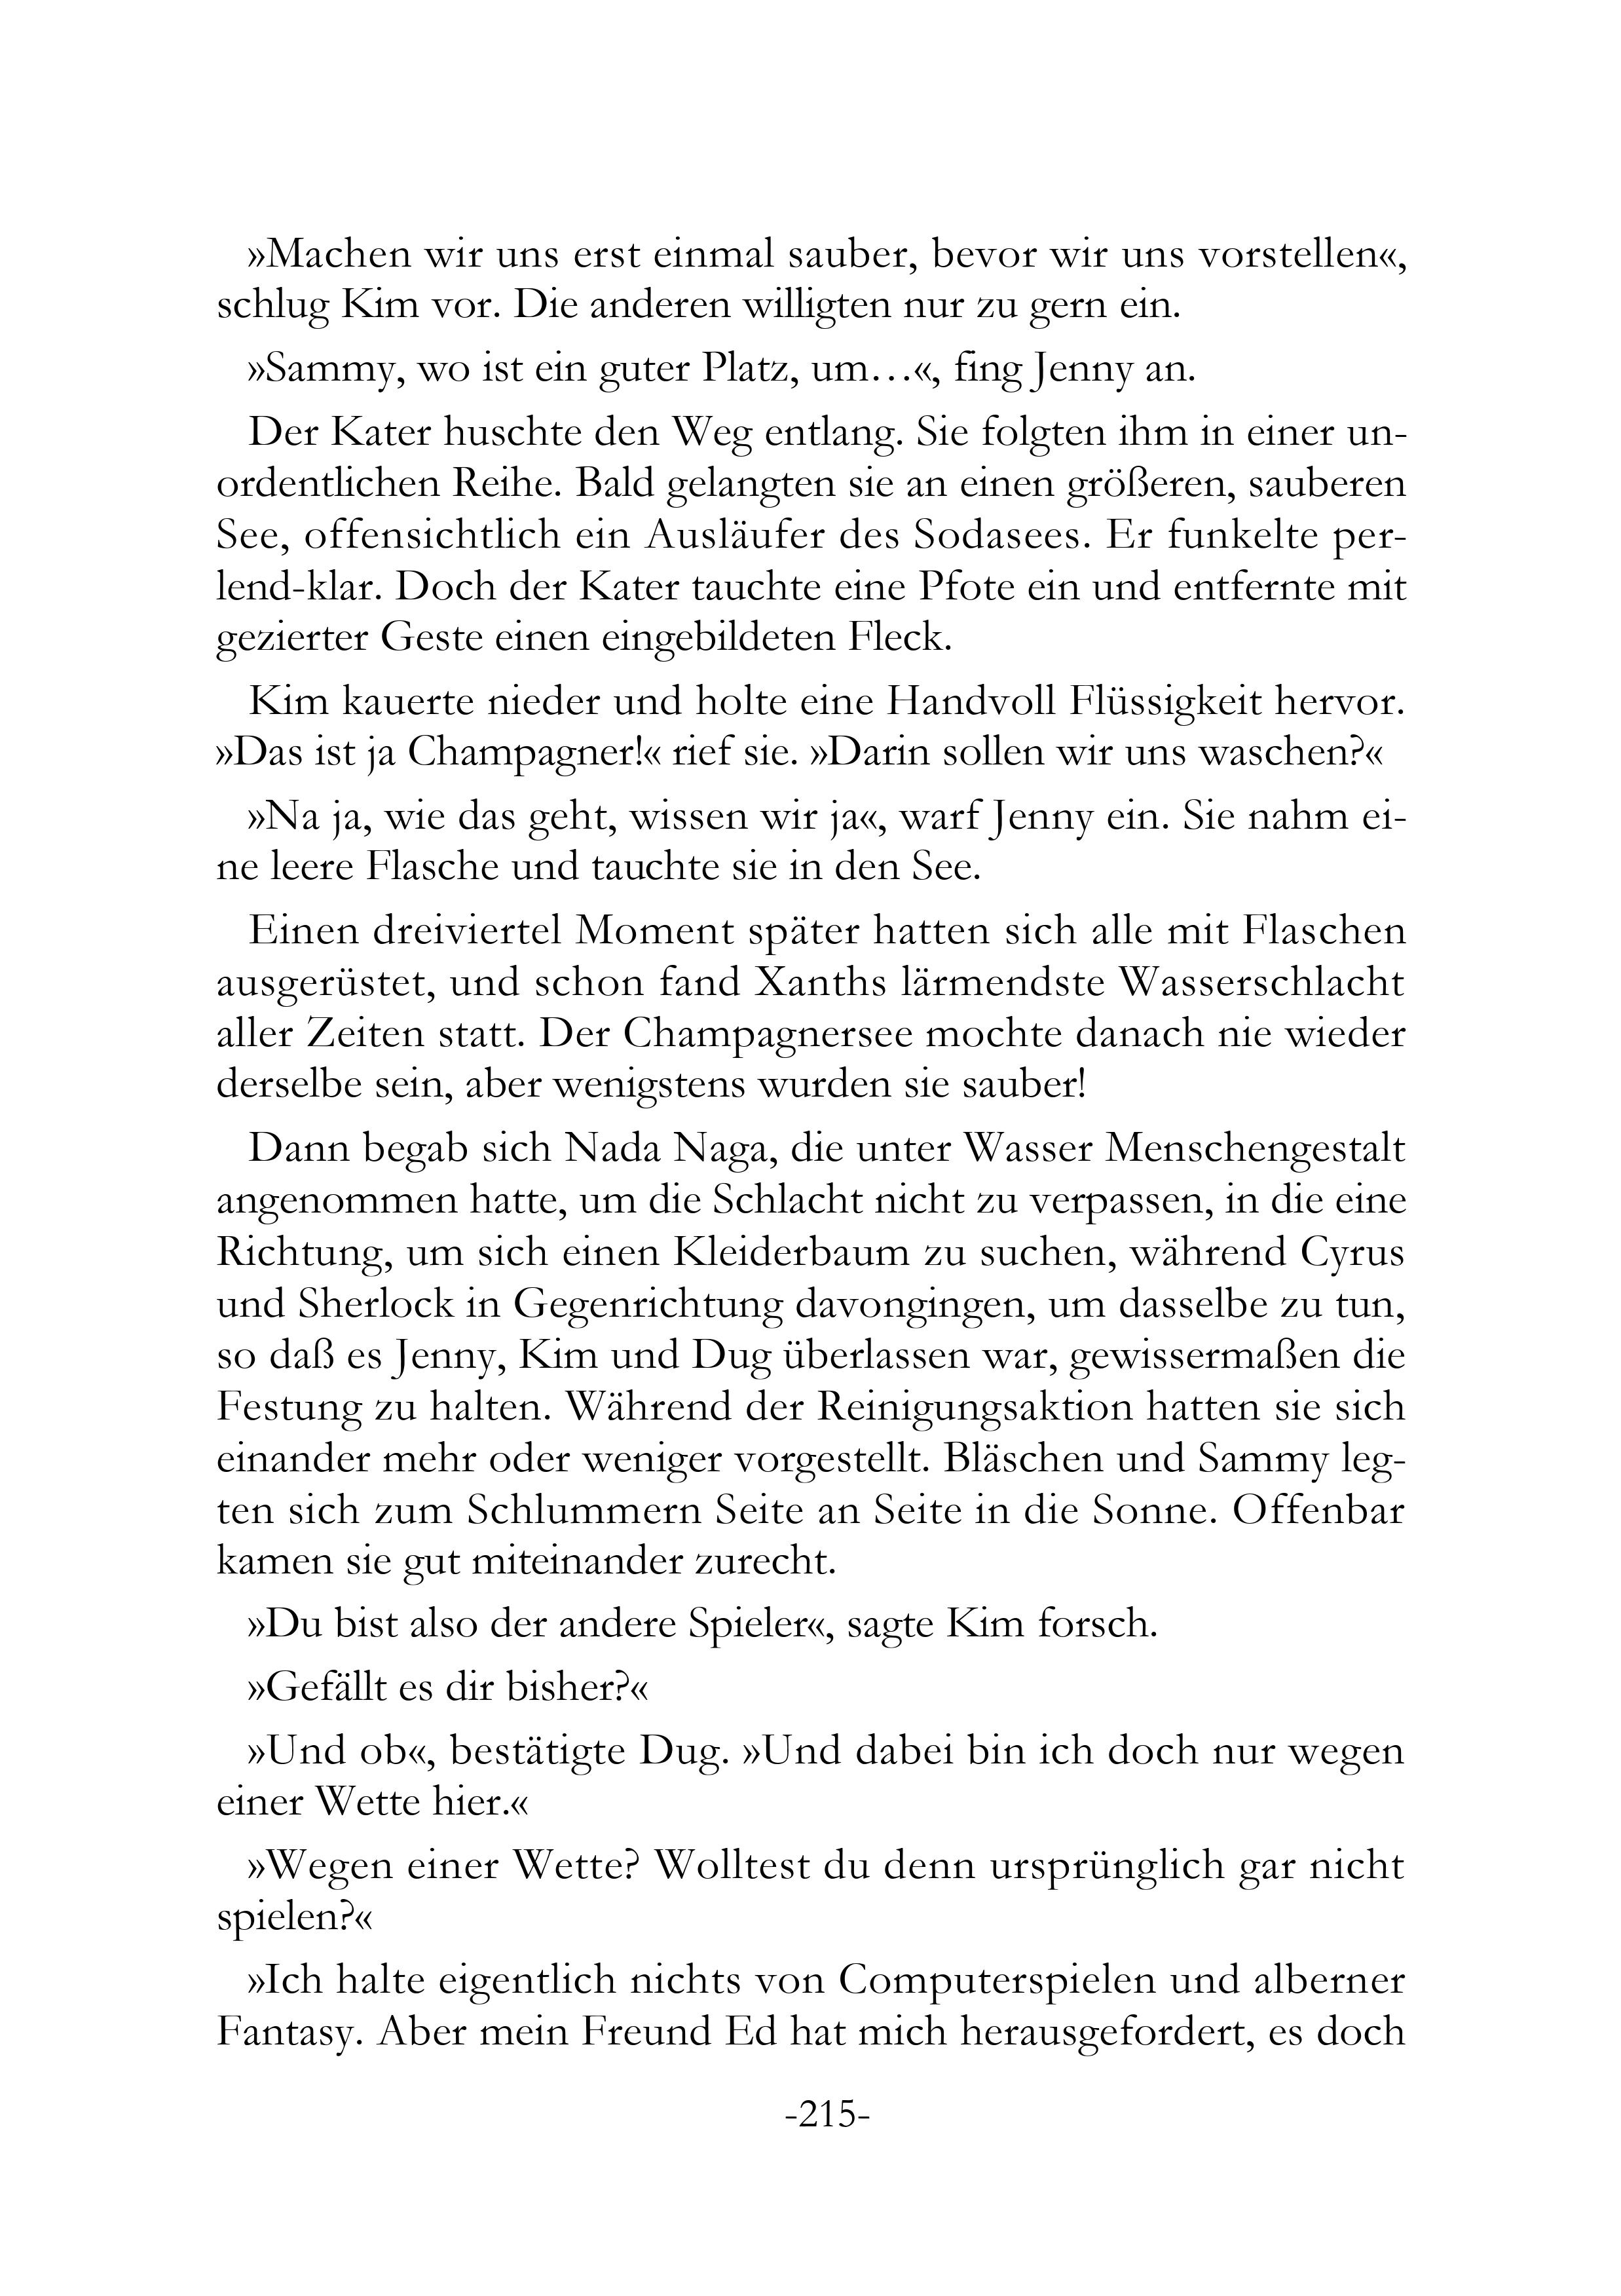 »Machen wir uns erst einmal sauber, bevor wir uns vorstellen«,
schlug Kim vor. Die anderen willigten nur zu gern ein.
»Sammy, wo ist ein guter Platz, um…«, fing Jenny an.
Der Kater huschte den Weg entlang. Sie folgten ihm in einer un-
ordentlichen Reihe. Bald gelangten sie an einen größeren, sauberen
See, offensichtlich ein Ausläufer des Sodasees. Er funkelte per-
lend-klar. Doch der Kater tauchte eine Pfote ein und entfernte mit
gezierter Geste einen eingebildeten Fleck.
Kim kauerte nieder und holte eine Handvoll Flüssigkeit hervor.
»Das ist ja Champagner!« rief sie. »Darin sollen wir uns waschen?«
»Na ja, wie das geht, wissen wir ja«, warf Jenny ein. Sie nahm ei-
ne leere Flasche und tauchte sie in den See.
Einen dreiviertel Moment später hatten sich alle mit Flaschen
ausgerüstet, und schon fand Xanths lärmendste Wasserschlacht
aller Zeiten statt. Der Champagnersee mochte danach nie wieder
derselbe sein, aber wenigstens wurden sie sauber!
Dann begab sich Nada Naga, die unter Wasser Menschengestalt
angenommen hatte, um die Schlacht nicht zu verpassen, in die eine
Richtung, um sich einen Kleiderbaum zu suchen, während Cyrus
und Sherlock in Gegenrichtung davongingen, um dasselbe zu tun,
so daß es Jenny, Kim und Dug überlassen war, gewissermaßen die
Festung zu halten. Während der Reinigungsaktion hatten sie sich
einander mehr oder weniger vorgestellt. Bläschen und Sammy leg-
ten sich zum Schlummern Seite an Seite in die Sonne. Offenbar
kamen sie gut miteinander zurecht.
»Du bist also der andere Spieler«, sagte Kim forsch.
»Gefällt es dir bisher?«
»Und ob«, bestätigte Dug. »Und dabei bin ich doch nur wegen
einer Wette hier.«
»Wegen einer Wette? Wolltest du denn ursprünglich gar nicht
spielen?«
»Ich halte eigentlich nichts von Computerspielen und alberner
Fantasy. Aber mein Freund Ed hat mich herausgefordert, es doch
-215-